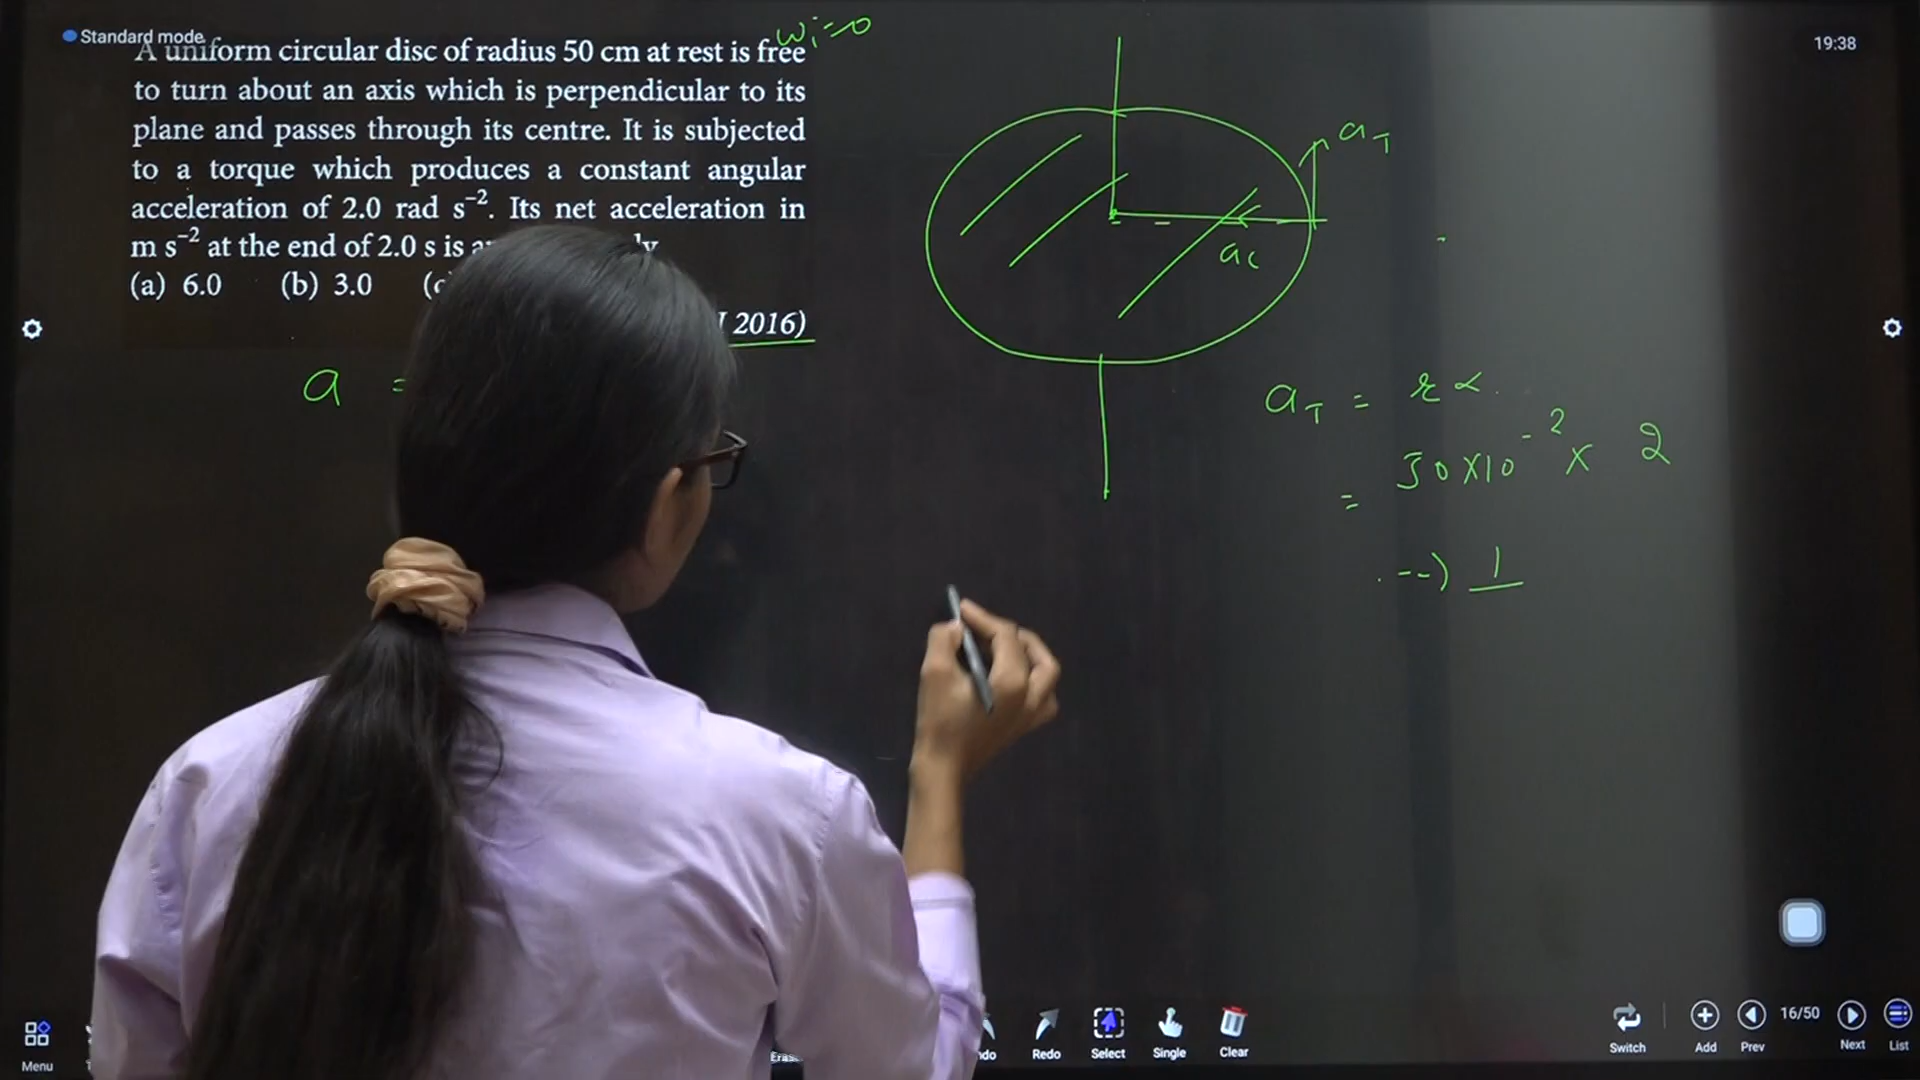 Standard mode
19:38
ωi=0
A uniform circular disc of radius 50 cm at rest is free
to turn about an axis which is perpendicular to its
plane and passes through its centre. It is subjected
to a torque which produces a constant angular
acceleration of 2.0 rad s⁻². Its net acceleration in
m s⁻² at the end of 2.0 s is
(a) 6.0 (b) 3.0
2016)
a =
aT
ac
aT = r α
= 50 x 10⁻² x 2
1
Menu
Redo
Select
Single
Clear
Switch
Add
Prev
16/50
Next
List